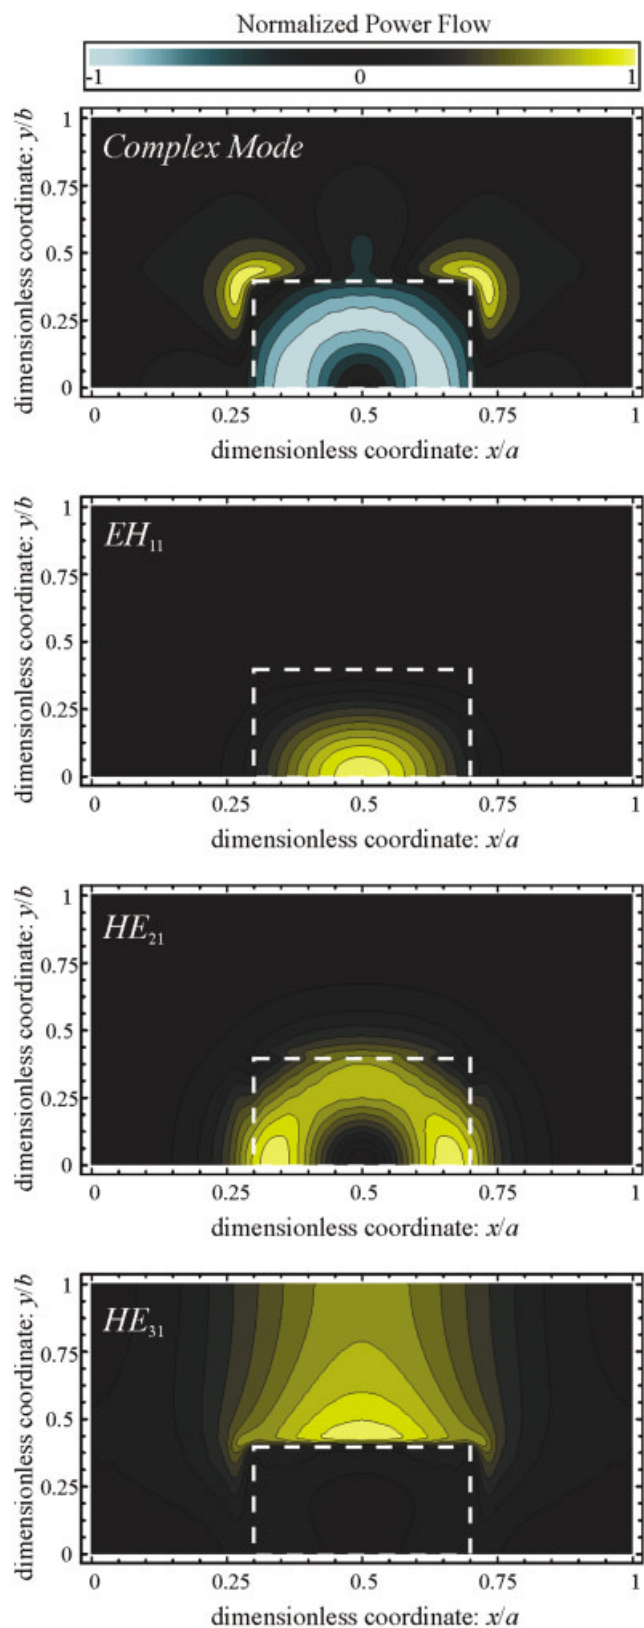 Normalized Power Flow
-1 0 1
Complex Mode
dimensionless coordinate: y/b
1
0.75
0.5
0.25
0
0 0.25 0.5 0.75 1
dimensionless coordinate: x/a
EH11
dimensionless coordinate: y/b
1
0.75
0.5
0.25
0
0 0.25 0.5 0.75 1
dimensionless coordinate: x/a
HE21
dimensionless coordinate: y/b
1
0.75
0.5
0.25
0
0 0.25 0.5 0.75 1
dimensionless coordinate: x/a
HE31
dimensionless coordinate: y/b
1
0.75
0.5
0.25
0
0 0.25 0.5 0.75 1
dimensionless coordinate: x/a